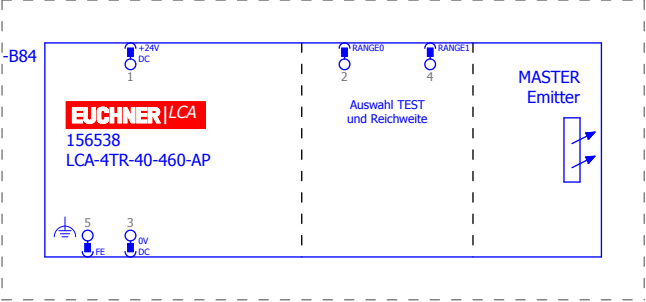 -B84
+24V
DC
1
RANGE0
2
RANGE1
4
MASTER
Emitter
EUCHNER LCA
Auswahl TEST
und Reichweite
156538
LCA-4TR-40-460-AP
5
FE
3
0V
DC